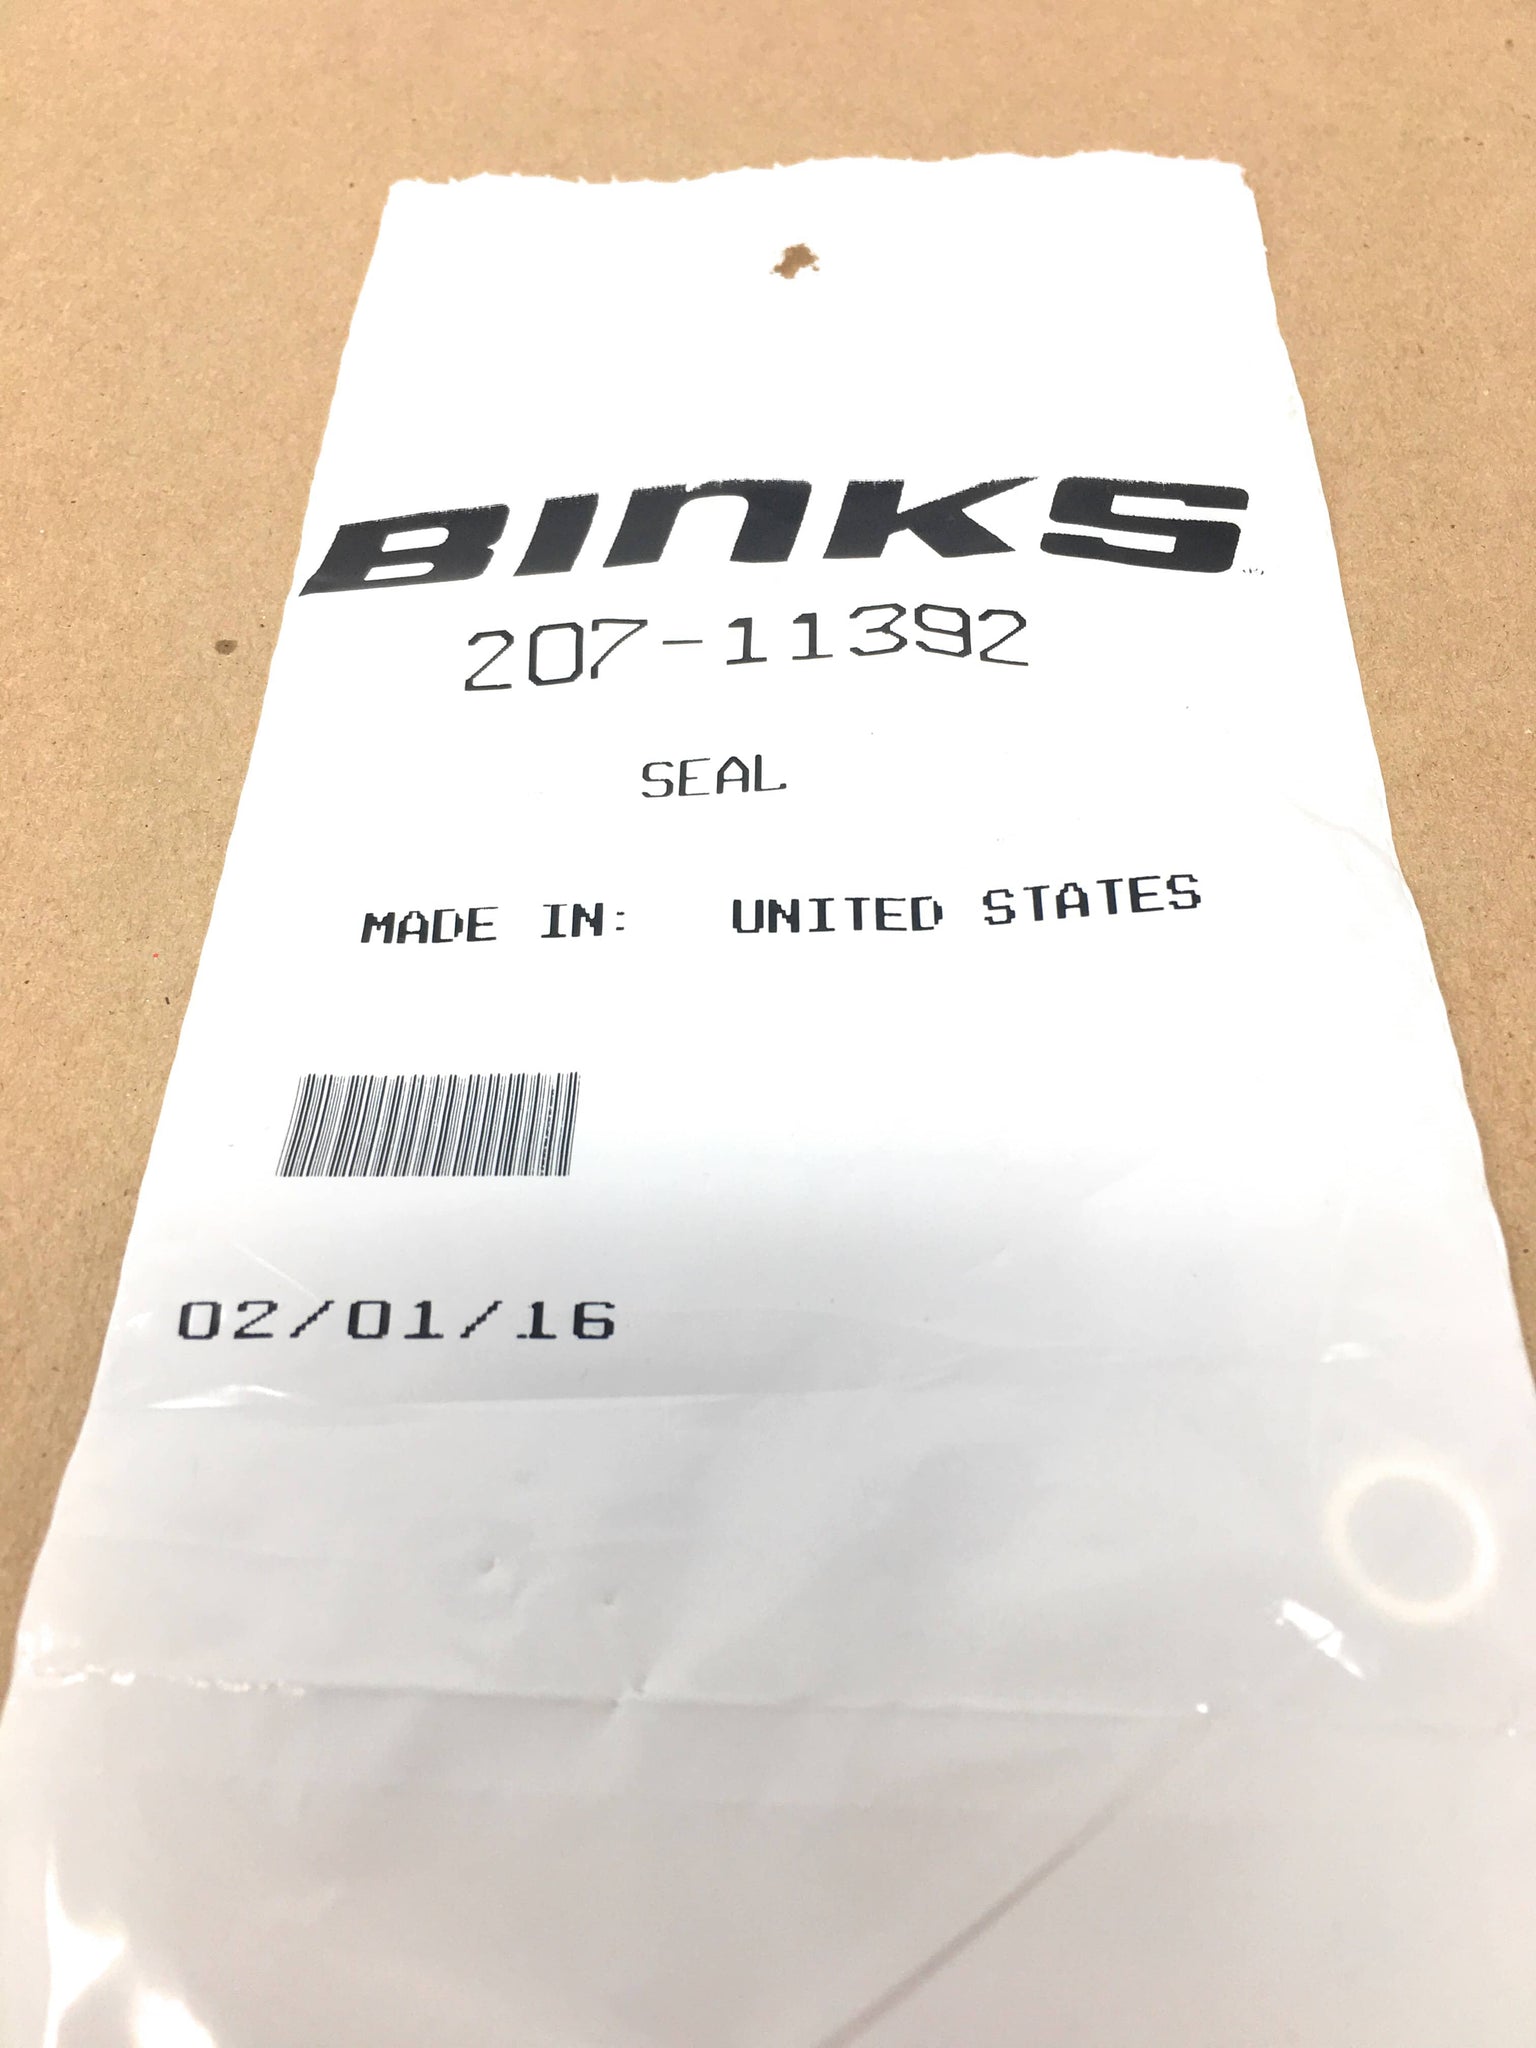 BINKS
207-11392
SEAL
MADE IN: UNITED STATES
02/01/16